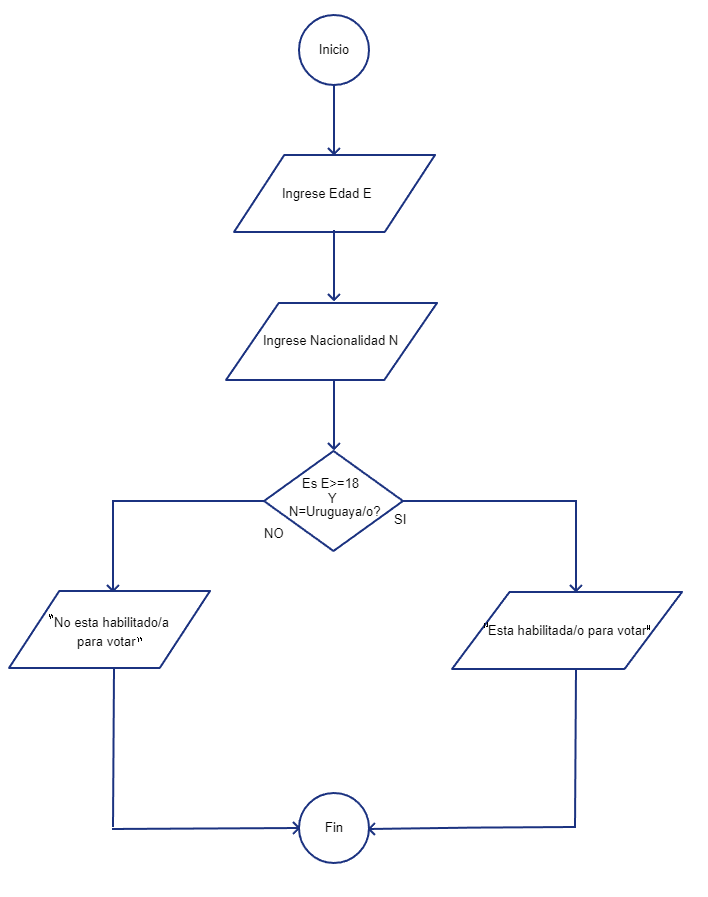 Inicio
Ingrese Edad E
Ingrese Nacionalidad N
Es E>=18
Y
N=Uruguaya/o?
NO
SI
"No esta habilitado/a
para votar"
"Esta habilitada/o para votar"
Fin